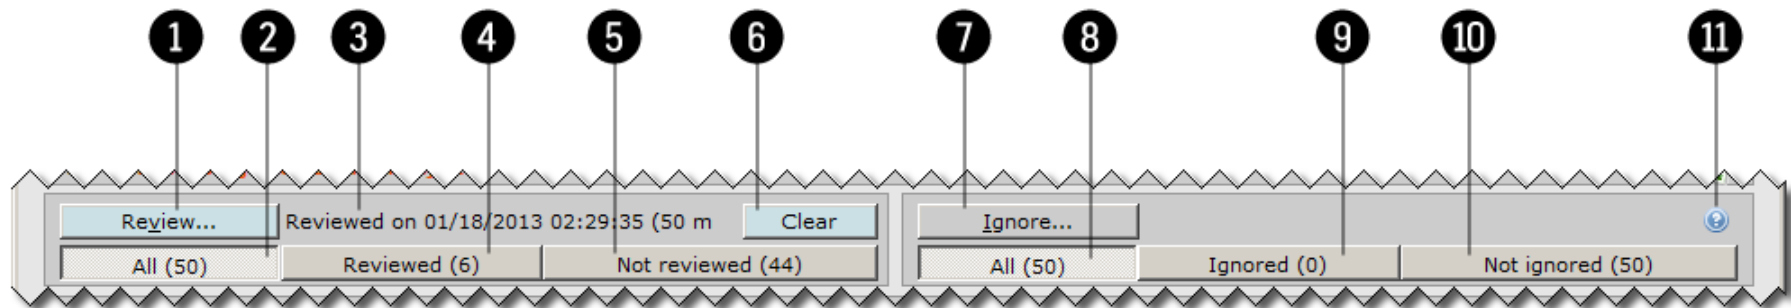 1 2 3 4 5 6 7 8 9 10 11
Review... Reviewed on 01/18/2013 02:29:35 (50 m Clear Ignore... ?
All (50) Reviewed (6) Not reviewed (44) All (50) Ignored (0) Not ignored (50)